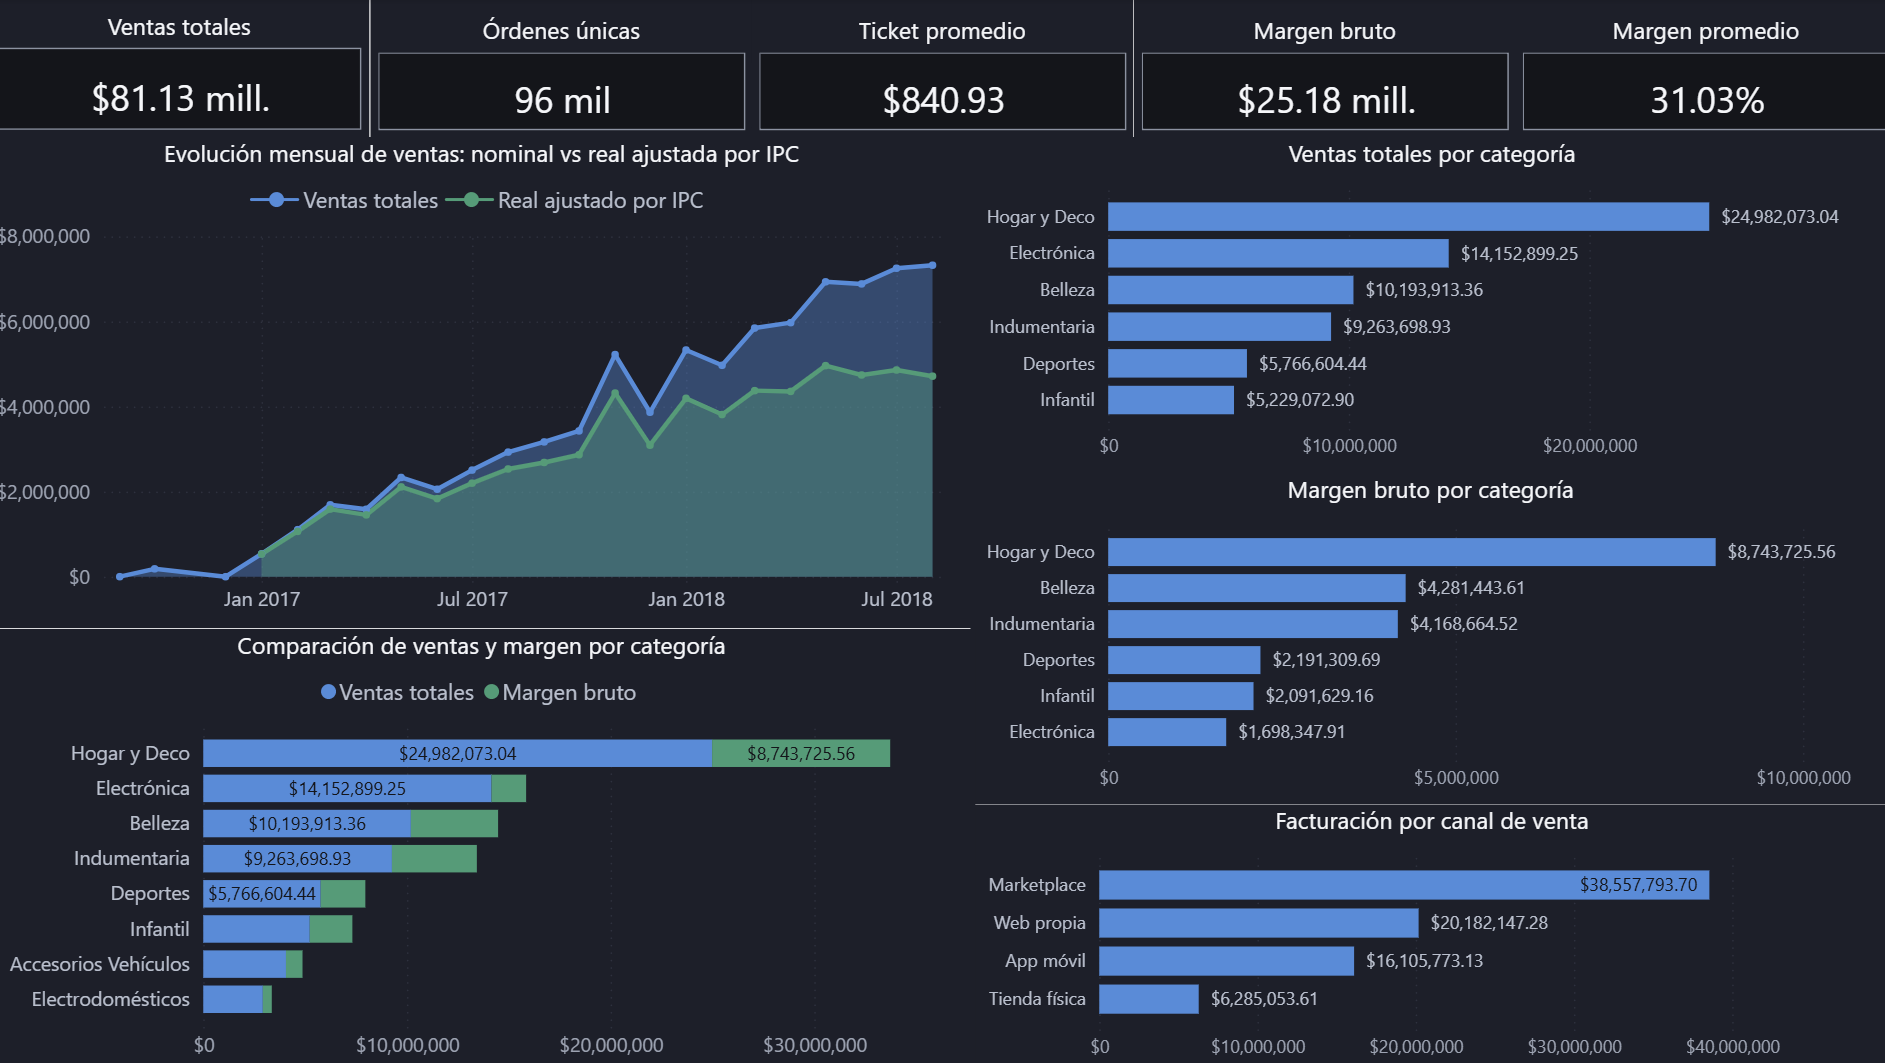 Ventas totales
$81.13 mill.
Órdenes únicas
96 mil
Ticket promedio
$840.93
Margen bruto
$25.18 mill.
Margen promedio
31.03%
Evolución mensual de ventas: nominal vs real ajustada por IPC
Ventas totales Real ajustado por IPC
$8,000,000
$6,000,000
$4,000,000
$2,000,000
$0
Jan 2017 Jul 2017 Jan 2018 Jul 2018
Comparación de ventas y margen por categoría
Ventas totales Margen bruto
Hogar y Deco $24,982,073.04 $8,743,725.56
Electrónica $14,152,899.25
Belleza $10,193,913.36
Indumentaria $9,263,698.93
Deportes $5,766,604.44
Infantil
Accesorios Vehículos
Electrodomésticos
$0 $10,000,000 $20,000,000 $30,000,000
Ventas totales por categoría
Hogar y Deco $24,982,073.04
Electrónica $14,152,899.25
Belleza $10,193,913.36
Indumentaria $9,263,698.93
Deportes $5,766,604.44
Infantil $5,229,072.90
$0 $10,000,000 $20,000,000
Margen bruto por categoría
Hogar y Deco $8,743,725.56
Belleza $4,281,443.61
Indumentaria $4,168,664.52
Deportes $2,191,309.69
Infantil $2,091,629.16
Electrónica $1,698,347.91
$0 $5,000,000 $10,000,000
Facturación por canal de venta
Marketplace $38,557,793.70
Web propia $20,182,147.28
App móvil $16,105,773.13
Tienda física $6,285,053.61
$0 $10,000,000 $20,000,000 $30,000,000 $40,000,000